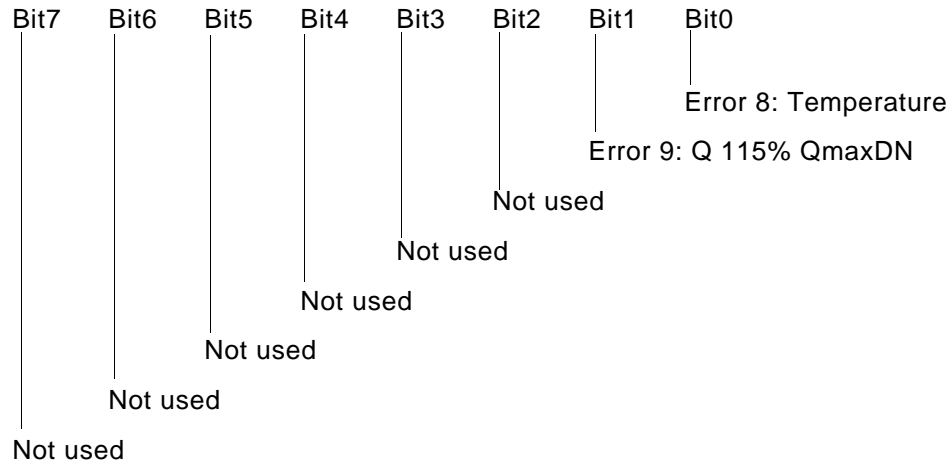 Bit7 Bit6 Bit5 Bit4 Bit3 Bit2 Bit1 Bit0
Error 8: Temperature
Error 9: Q 115% QmaxDN
Not used
Not used
Not used
Not used
Not used
Not used